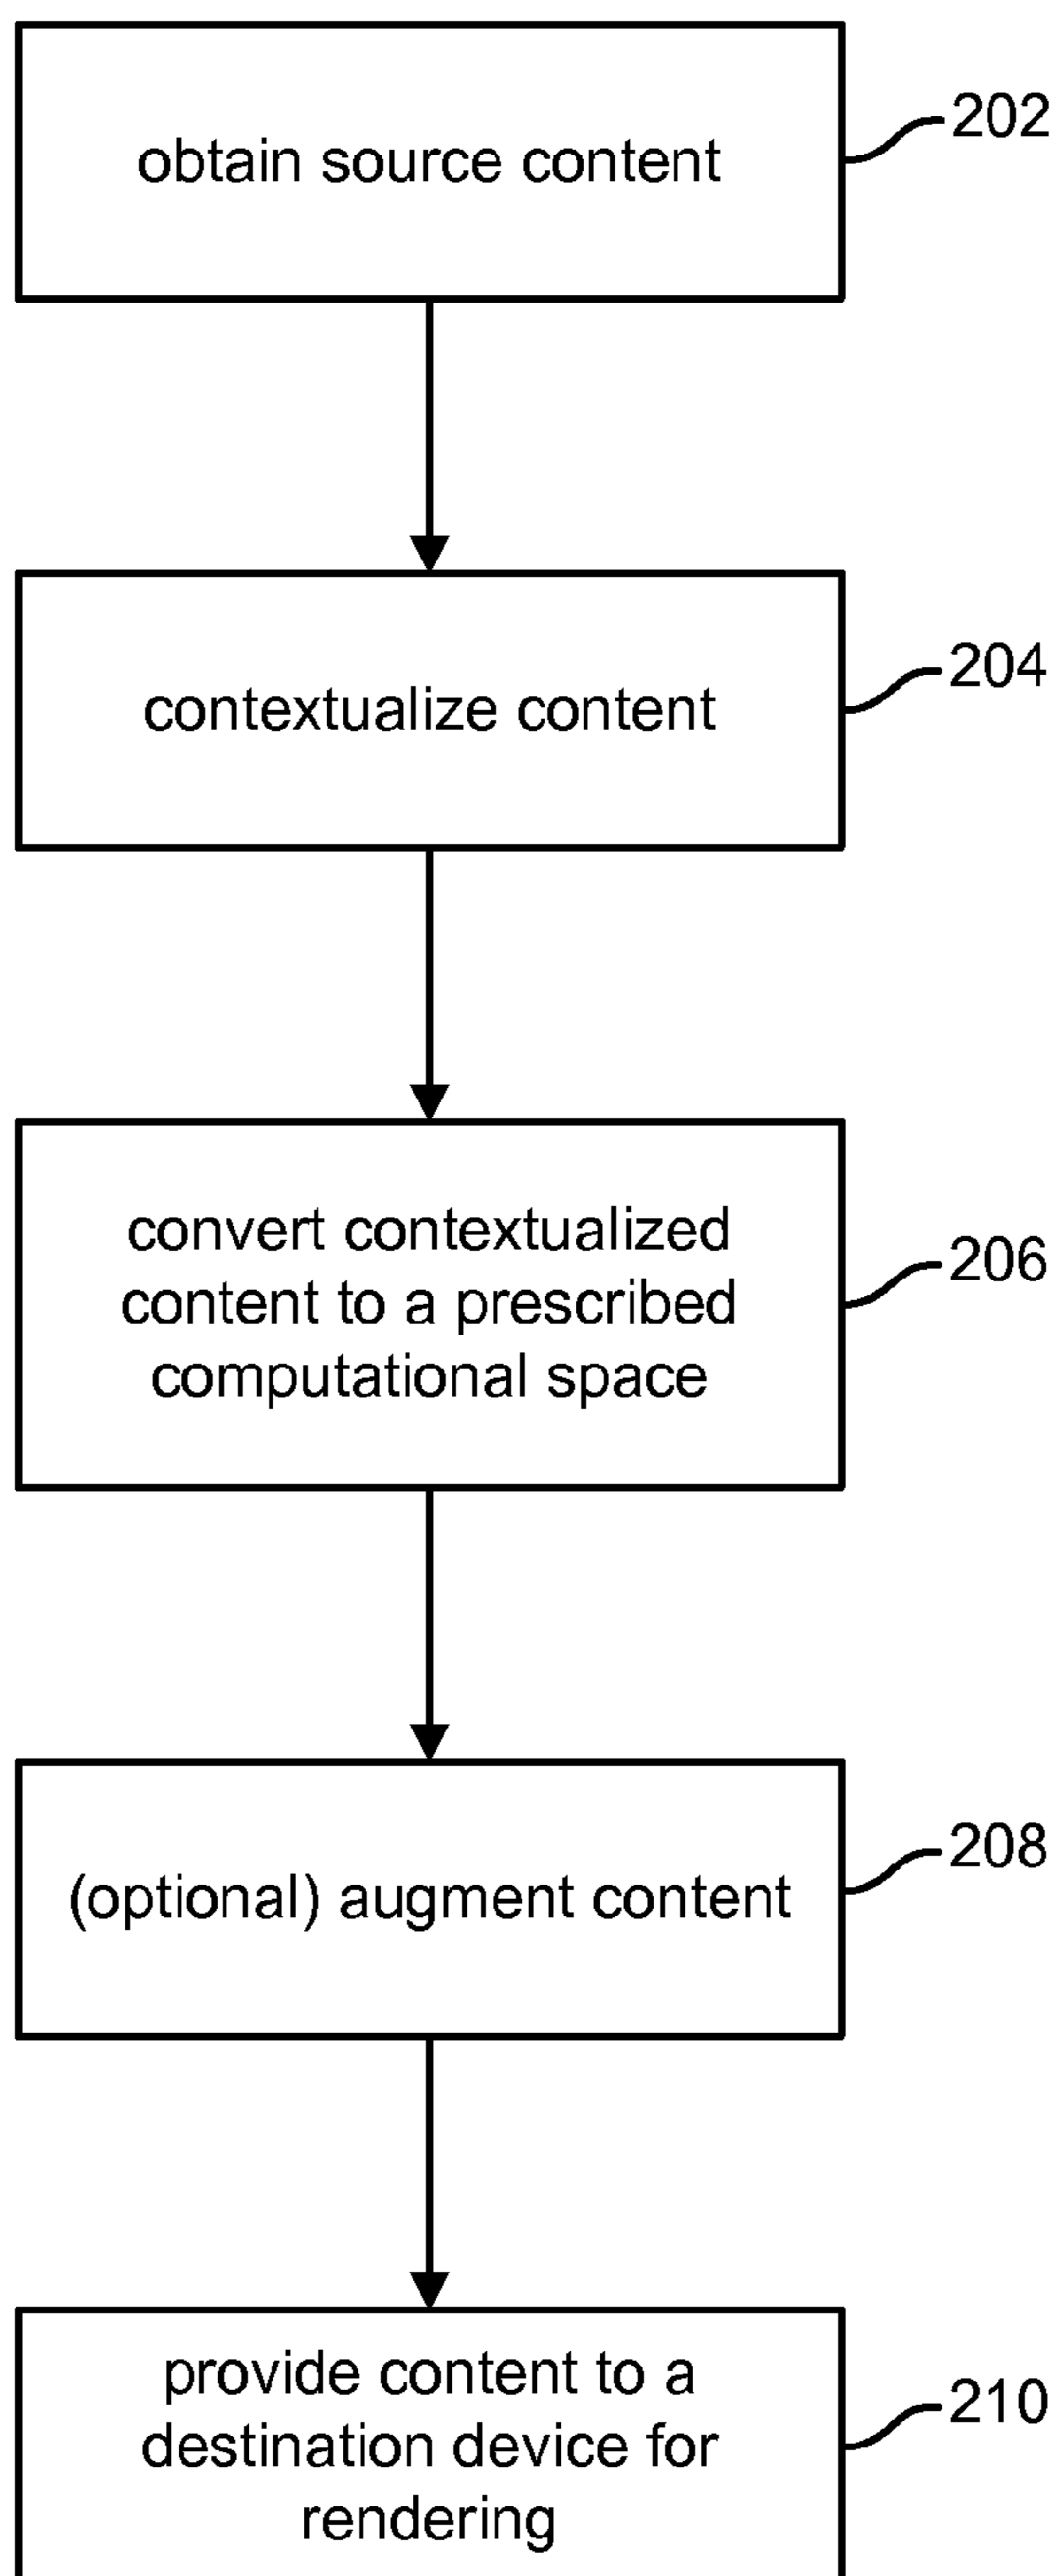 obtain source content
202
contextualize content
204
convert contextualized
content to a prescribed
computational space
206
(optional) augment content
208
provide content to a
destination device for
rendering
210